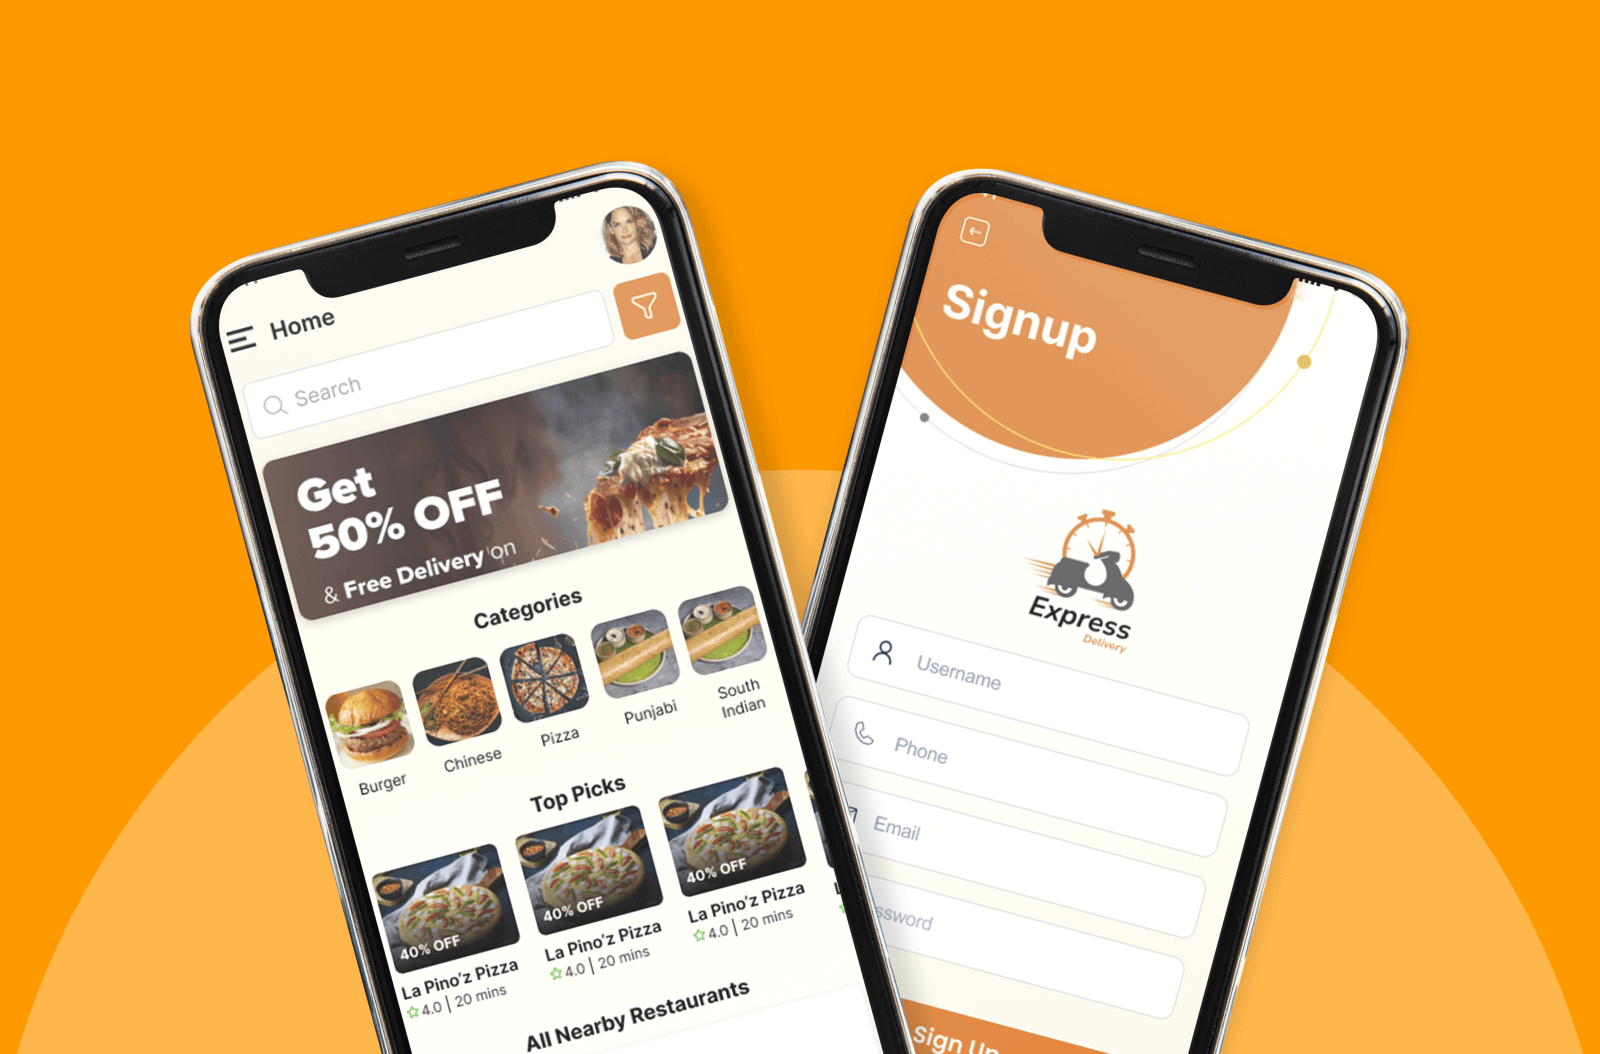 Home
Search
Get
50% OFF
& Free Delivery on
Categories
Burger
Chinese
Pizza
Punjabi
South
Indian
Top Picks
40% OFF
La Pino'z Pizza
4.0 | 20 mins
40% OFF
La Pino'z Pizza
4.0 | 20 mins
40% OFF
La Pino'z Pizza
4.0 | 20 mins
All Nearby Restaurants
Signup
Express
Delivery
Username
Phone
Email
ssword
Sign Up